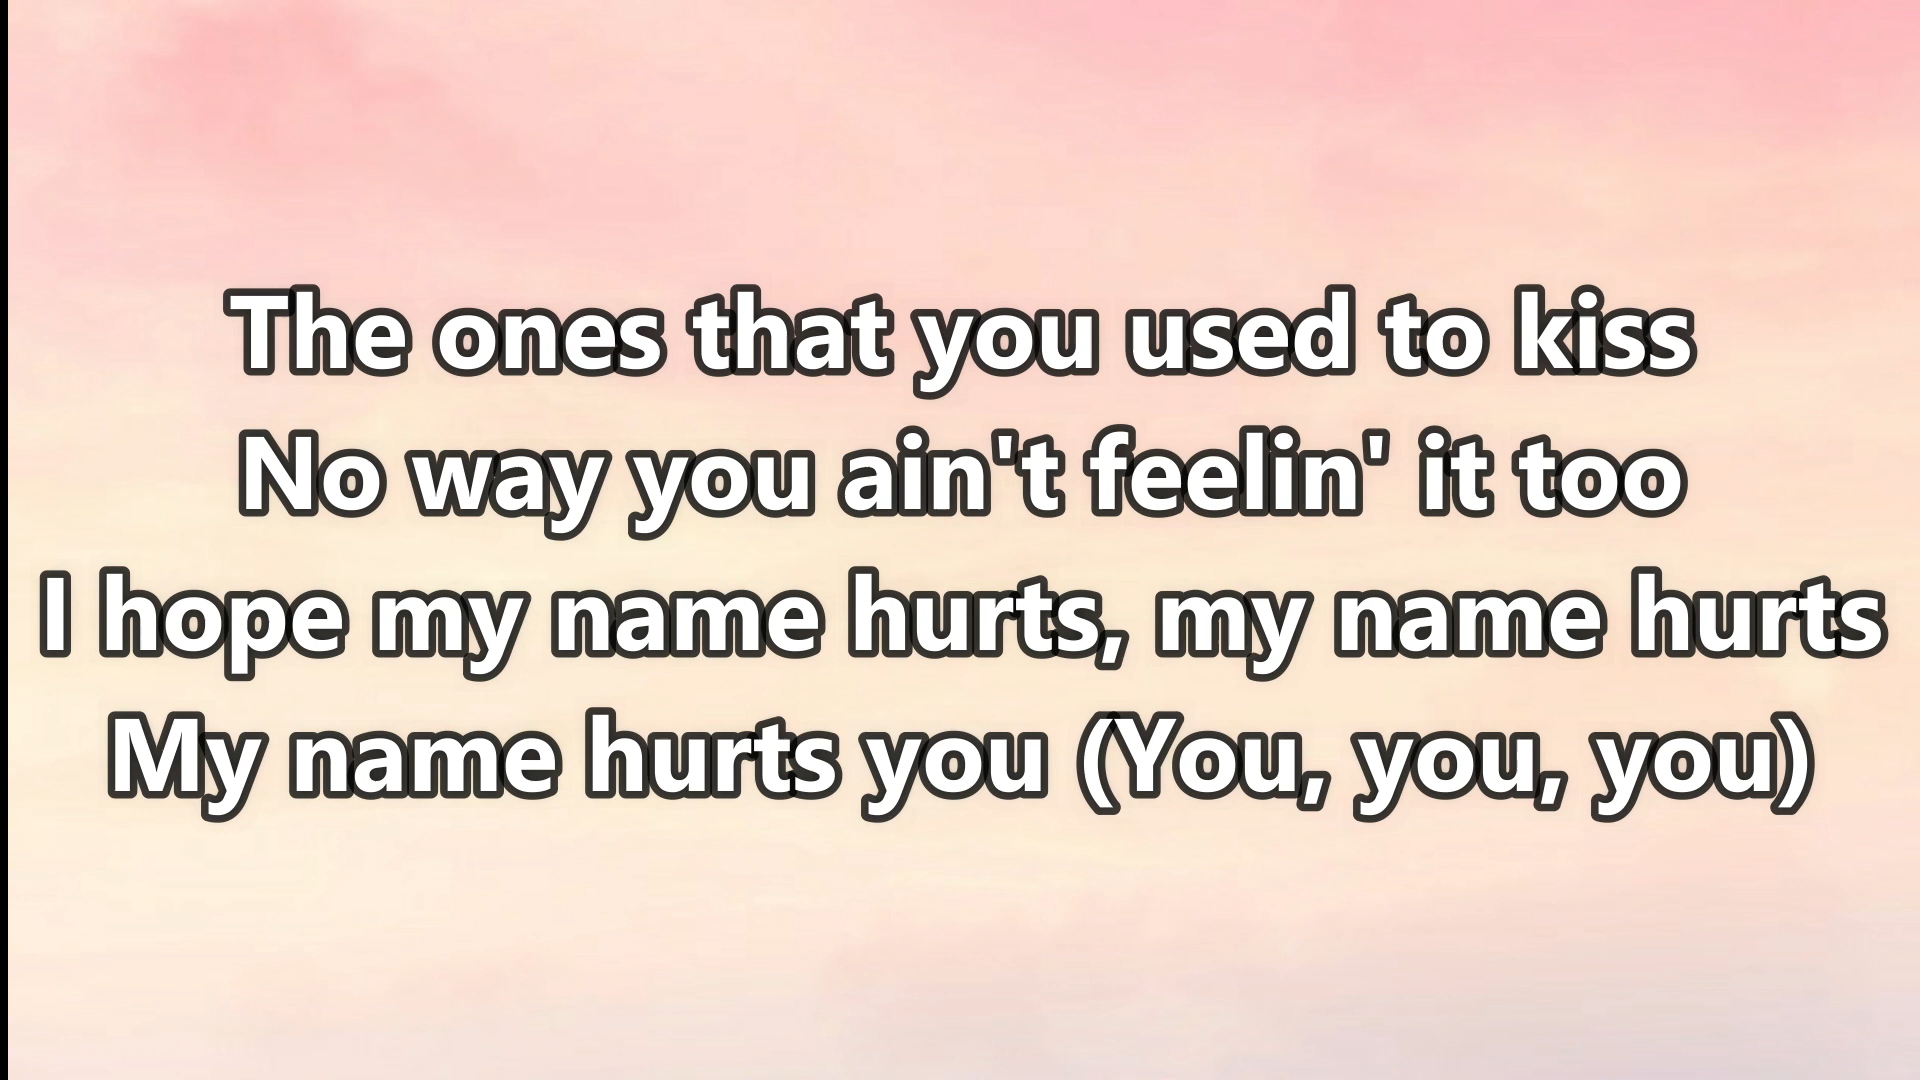 The ones that you used to kiss
No way you ain't feelin' it too
I hope my name hurts, my name hurts
My name hurts you (You, you, you)